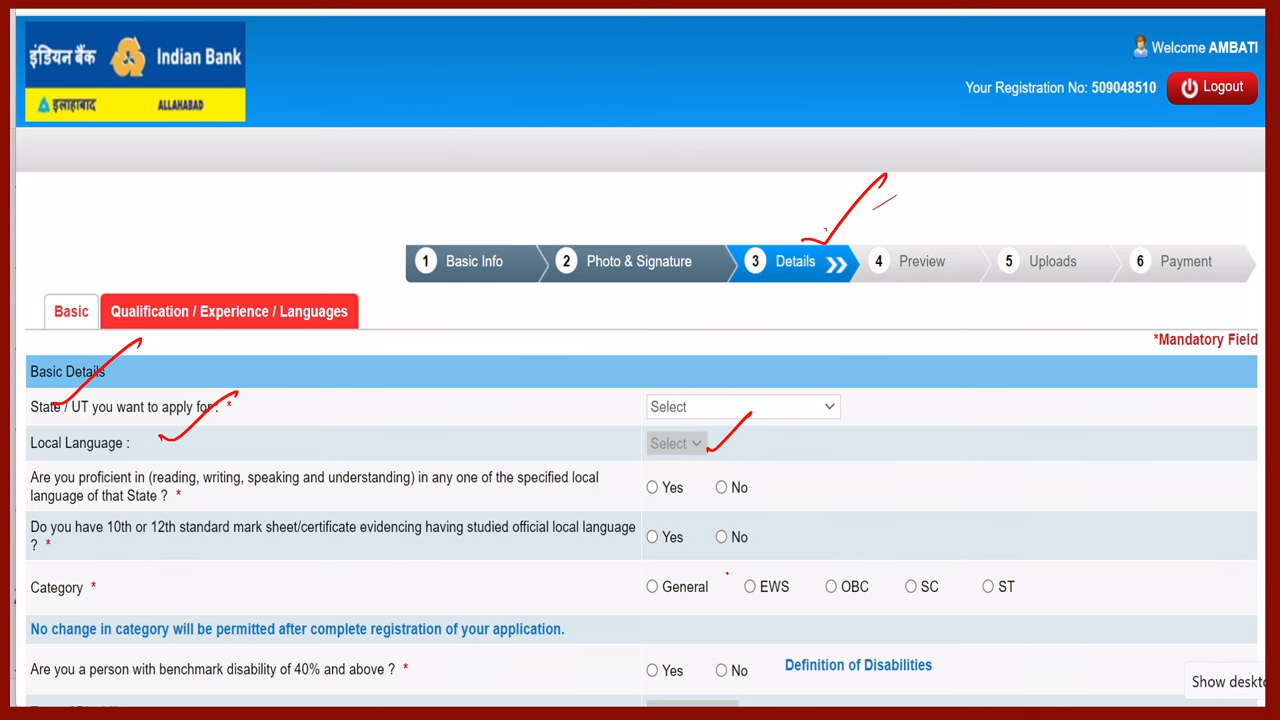 इंडियन बैंक Indian Bank
इलाहाबाद ALLAHABAD
Welcome AMBATI
Your Registration No: 509048510 Logout
1 Basic Info 2 Photo & Signature 3 Details 4 Preview 5 Uploads 6 Payment
Basic Qualification / Experience / Languages
*Mandatory Field
Basic Details
State / UT you want to apply for : * Select
Local Language : Select
Are you proficient in (reading, writing, speaking and understanding) in any one of the specified local
language of that State ? * Yes No
Do you have 10th or 12th standard mark sheet/certificate evidencing having studied official local language
? * Yes No
Category * General EWS OBC SC ST
No change in category will be permitted after complete registration of your application.
Are you a person with benchmark disability of 40% and above ? * Yes No Definition of Disabilities
Show deskto